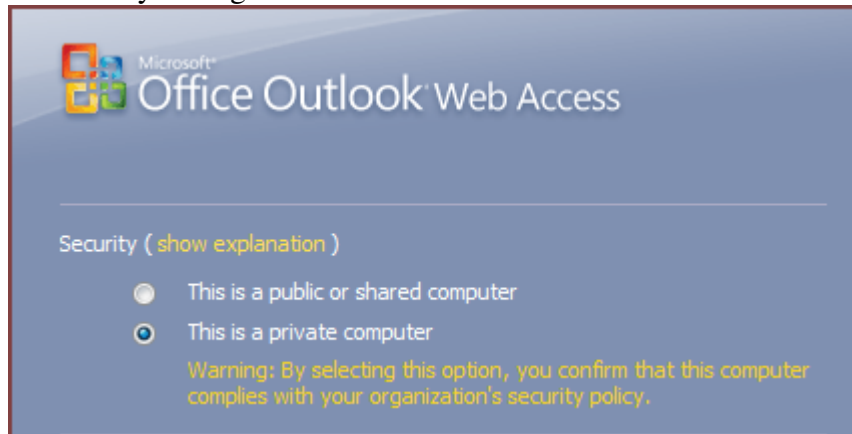 Microsoft
Office Outlook Web Access
Security ( show explanation )
This is a public or shared computer
This is a private computer
Warning: By selecting this option, you confirm that this computer
complies with your organization's security policy.